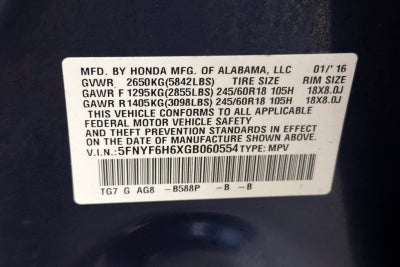 MFD. BY HONDA MFG. OF ALABAMA, LLC 01/'16
GVWR 2650KG(5842LBS) TIRE SIZE RIM SIZE
GAWR F 1295KG(2855LBS) 245/60R18 105H 18X8.0J
GAWR R 1405KG(3098LBS) 245/60R18 105H 18X8.0J
THIS VEHICLE CONFORMS TO ALL APPLICABLE
FEDERAL MOTOR VEHICLE SAFETY
AND THEFT PREVENTION STANDARDS IN EFFECT
ON THE DATE OF MANUFACTURE SHOWN ABOVE.
V.I.N.: 5FNYF6H6XGB060554 TYPE: MPV
TG7 G AG8 -B588P -B -B